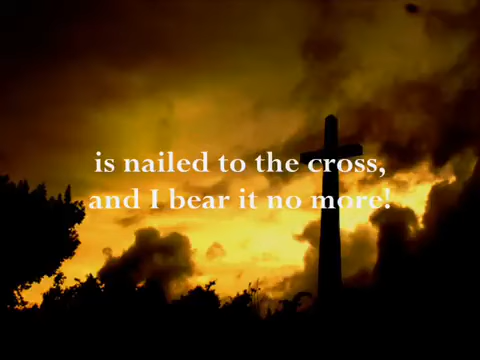 is nailed to the cross,
and I bear it no more!